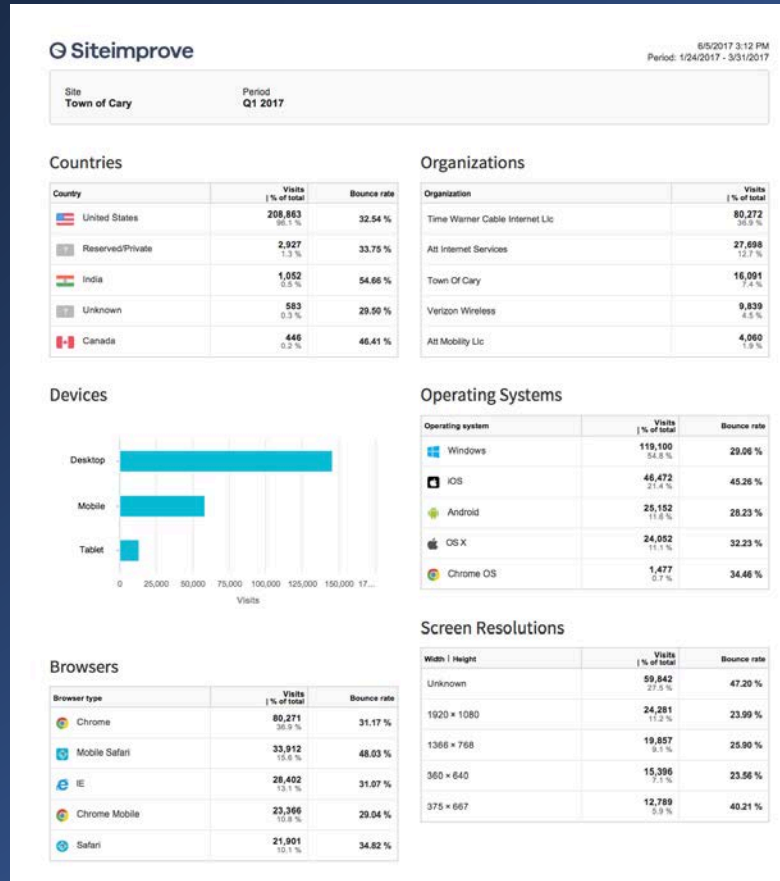 Siteimprove
6/5/2017 3:12 PM
Period: 1/24/2017 - 3/31/2017
Site
Town of Cary
Period
Q1 2017
Countries
Country Visits | % of total Bounce rate
United States 208,863 96.1 % 32.54 %
Reserved/Private 2,927 1.3 % 33.75 %
India 1,052 0.5 % 54.66 %
Unknown 583 0.3 % 29.50 %
Canada 446 0.2 % 46.41 %
Organizations
Organization Visits | % of total
Time Warner Cable Internet Llc 80,272 36.9 %
Att Internet Services 27,698 12.7 %
Town Of Cary 16,091 7.4 %
Verizon Wireless 9,839 4.5 %
Att Mobility Llc 4,060 1.9 %
Devices
Desktop
Mobile
Tablet
0 25,000 50,000 75,000 100,000 125,000 150,000 17...
Visits
Operating Systems
Operating system Visits | % of total Bounce rate
Windows 119,100 54.8 % 29.06 %
iOS 46,472 21.4 % 45.26 %
Android 25,152 11.6 % 28.23 %
OS X 24,052 11.1 % 32.23 %
Chrome OS 1,477 0.7 % 34.46 %
Browsers
Browser type Visits | % of total Bounce rate
Chrome 80,271 36.9 % 31.17 %
Mobile Safari 33,912 15.6 % 48.03 %
IE 28,402 13.1 % 31.07 %
Chrome Mobile 23,366 10.8 % 29.04 %
Safari 21,901 10.1 % 34.82 %
Screen Resolutions
Width | Height Visits | % of total Bounce rate
Unknown 59,842 27.5 % 47.20 %
1920 × 1080 24,281 11.2 % 23.99 %
1366 × 768 19,857 9.1 % 25.90 %
360 × 640 15,396 7.1 % 23.56 %
375 × 667 12,789 5.9 % 40.21 %